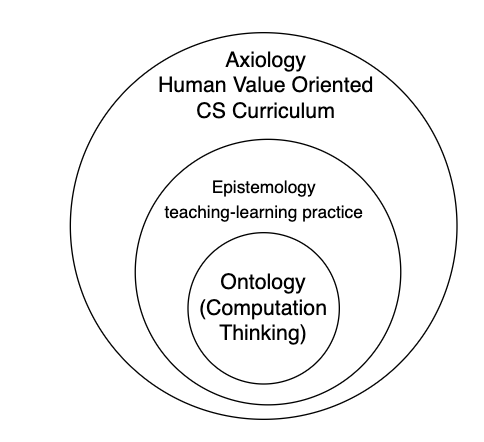 Axiology
Human Value Oriented
CS Curriculum
Epistemology
teaching-learning practice
Ontology
(Computation
Thinking)